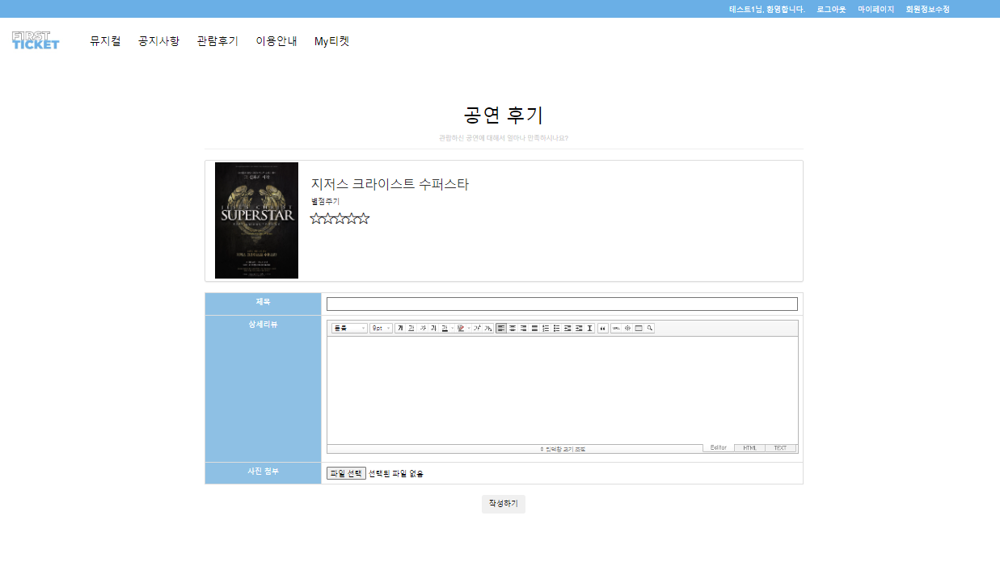 테스트1님, 환영합니다. 로그아웃 마이페이지 회원정보수정
FIRST
TICKET
뮤지컬 공지사항 관람후기 이용안내 My티켓
공연 후기
관람하신 공연에 대해서 얼마나 만족하시나요?
SUPERSTAR
지저스 크라이스트 수퍼스타
별점주기
☆☆☆☆☆
제목
상세리뷰
돋움 9pt 가 가 가 가 가 가 가 URL
입력창 크기 조절
Editor HTML TEXT
사진 첨부
파일 선택 선택된 파일 없음
작성하기